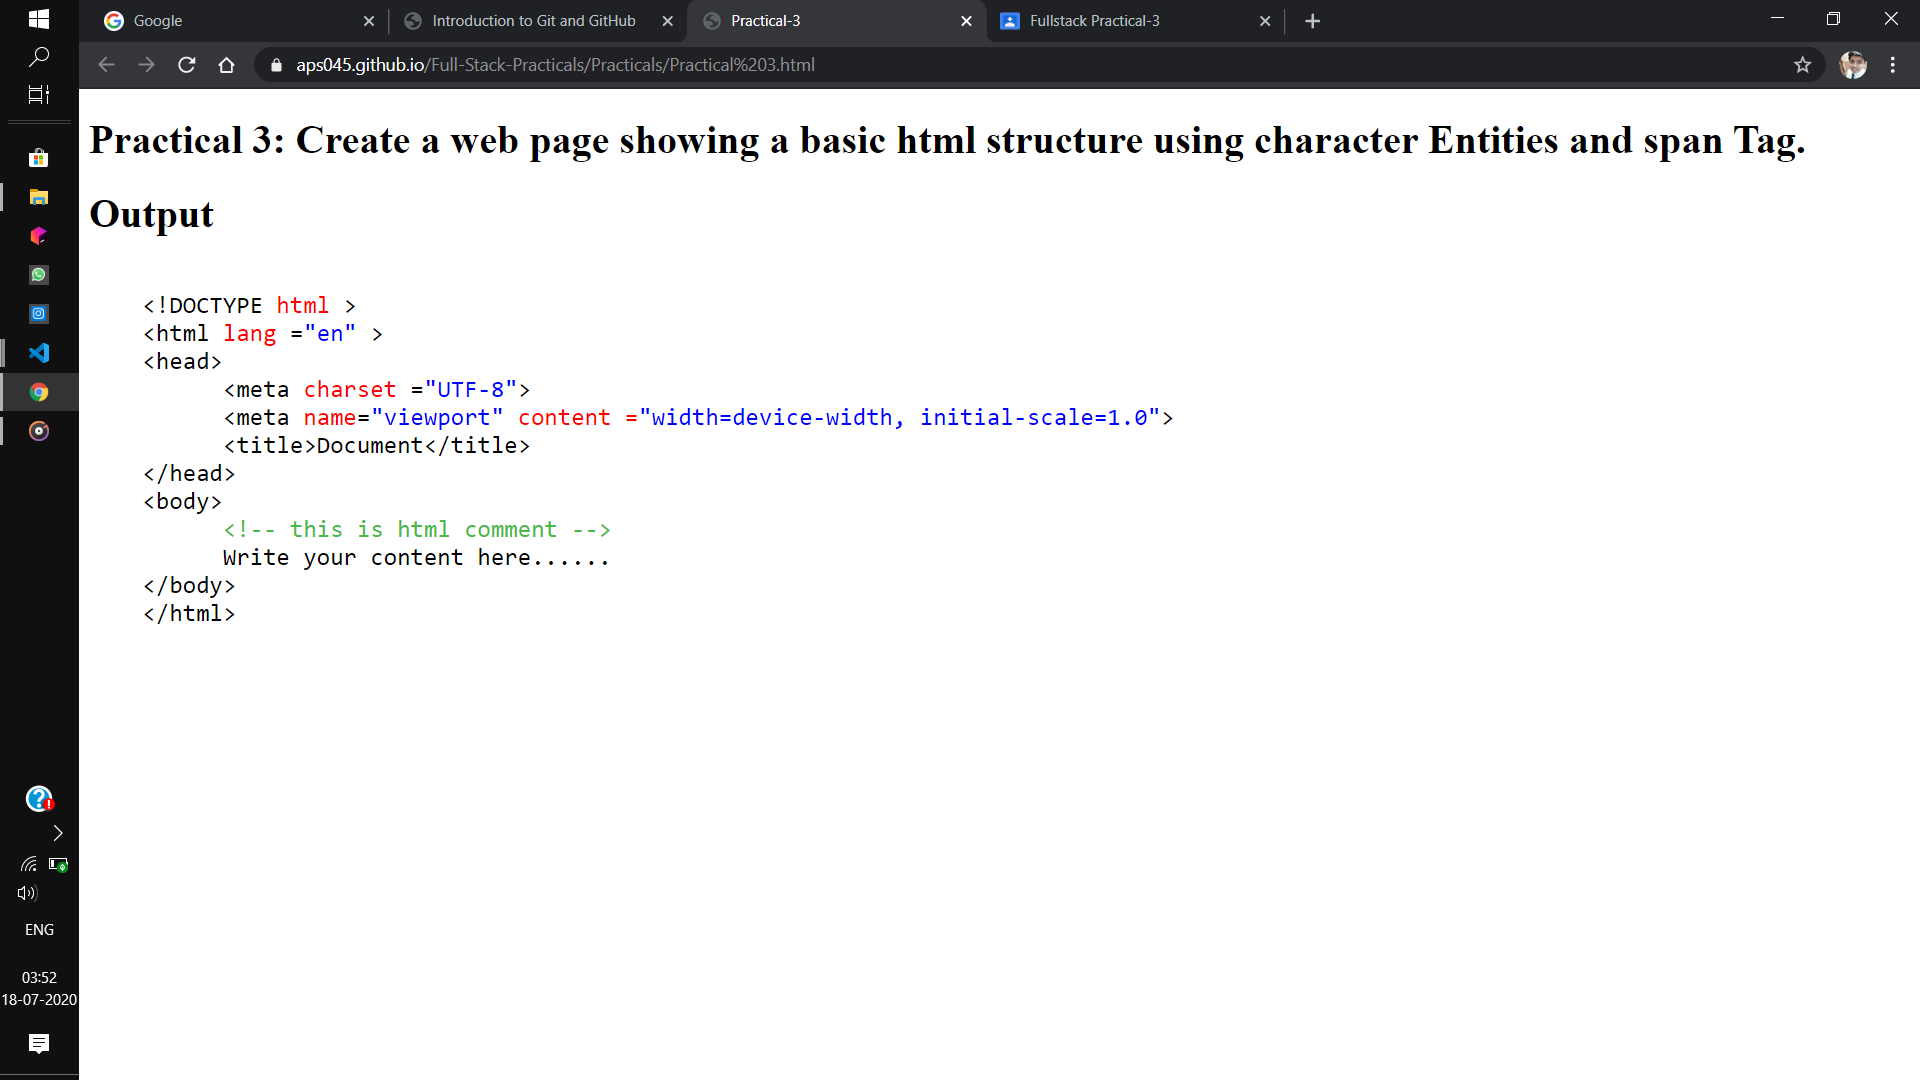 Google
Introduction to Git and GitHub
Practical-3
Fullstack Practical-3
aps045.github.io/Full-Stack-Practicals/Practicals/Practical%203.html
Practical 3: Create a web page showing a basic html structure using character Entities and span Tag.
Output
<!DOCTYPE html >
<html lang ="en" >
<head>
<meta charset ="UTF-8">
<meta name="viewport" content ="width=device-width, initial-scale=1.0">
<title>Document</title>
</head>
<body>
<!-- this is html comment -->
Write your content here......
</body>
</html>
ENG
03:52
18-07-2020